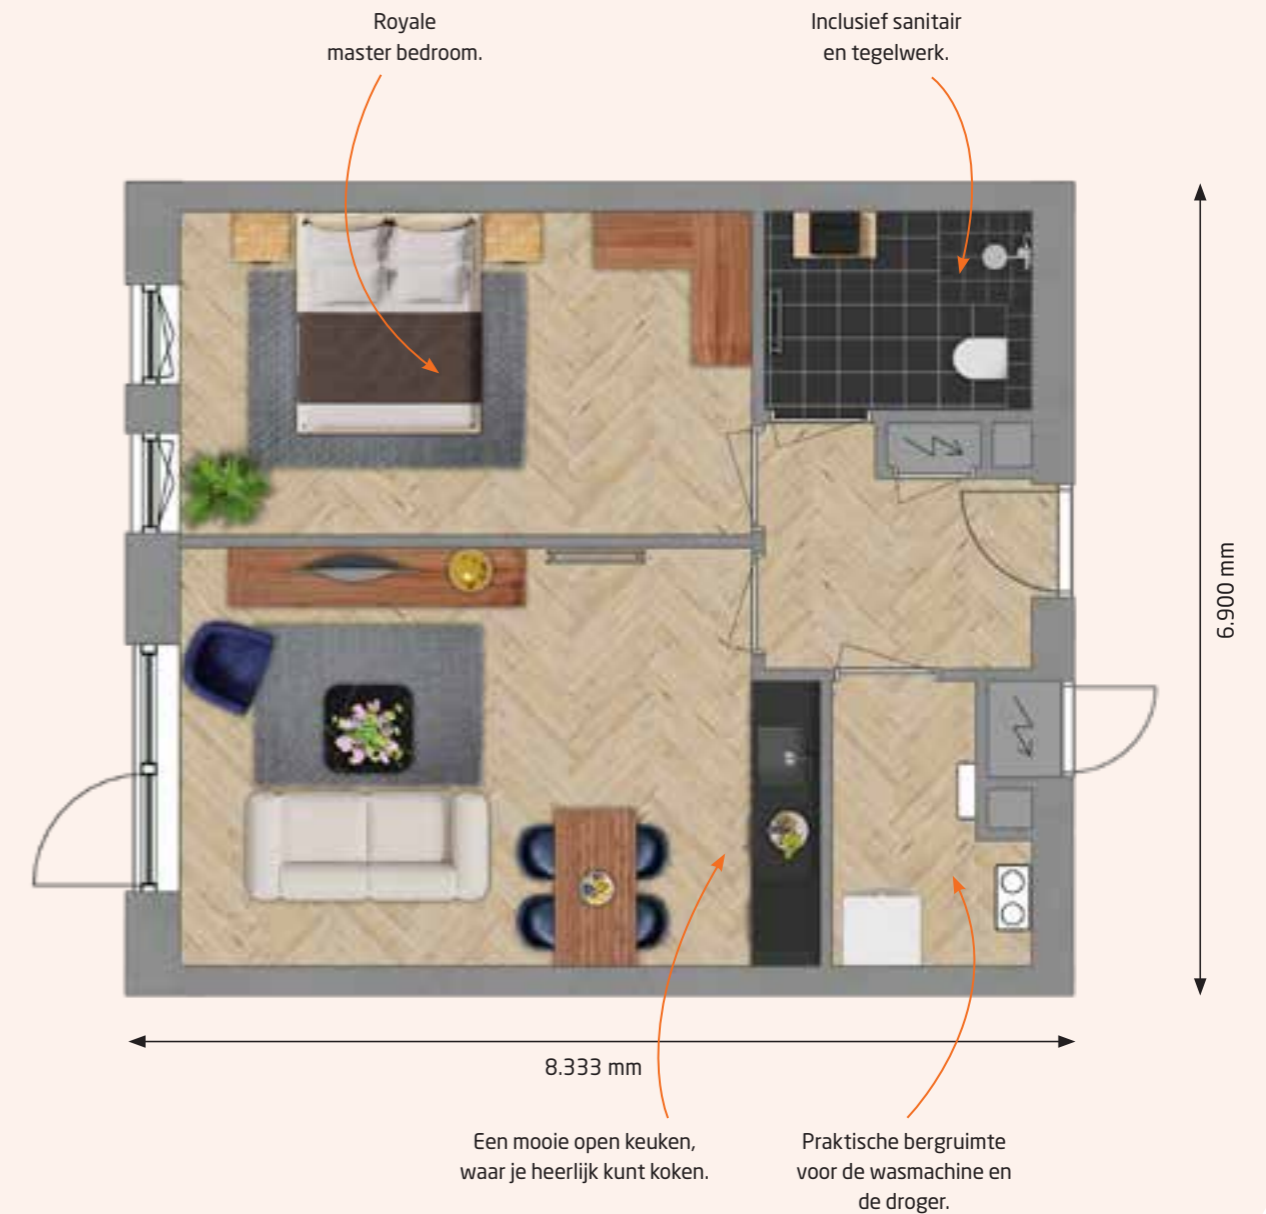 Royale
master bedroom.
Inclusief sanitair
en tegelwerk.
6.900 mm
8.333 mm
Een mooie open keuken,
waar je heerlijk kunt koken.
Praktische bergruimte
voor de wasmachine en
de droger.